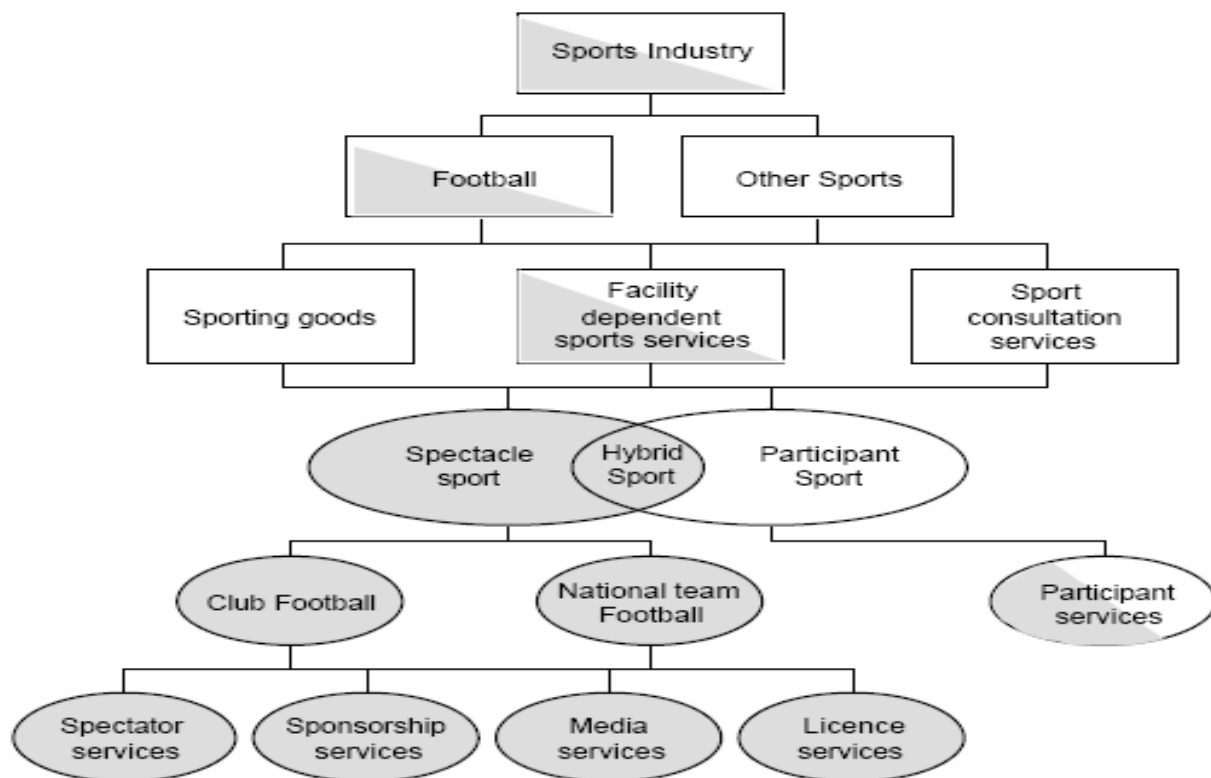 Sports Industry
Football
Other Sports
Sporting goods
Facility
dependent
sports services
Sport
consultation
services
Spectacle
sport
Hybrid
Sport
Participant
Sport
Club Football
National team
Football
Participant
services
Spectator
services
Sponsorship
services
Media
services
Licence
services